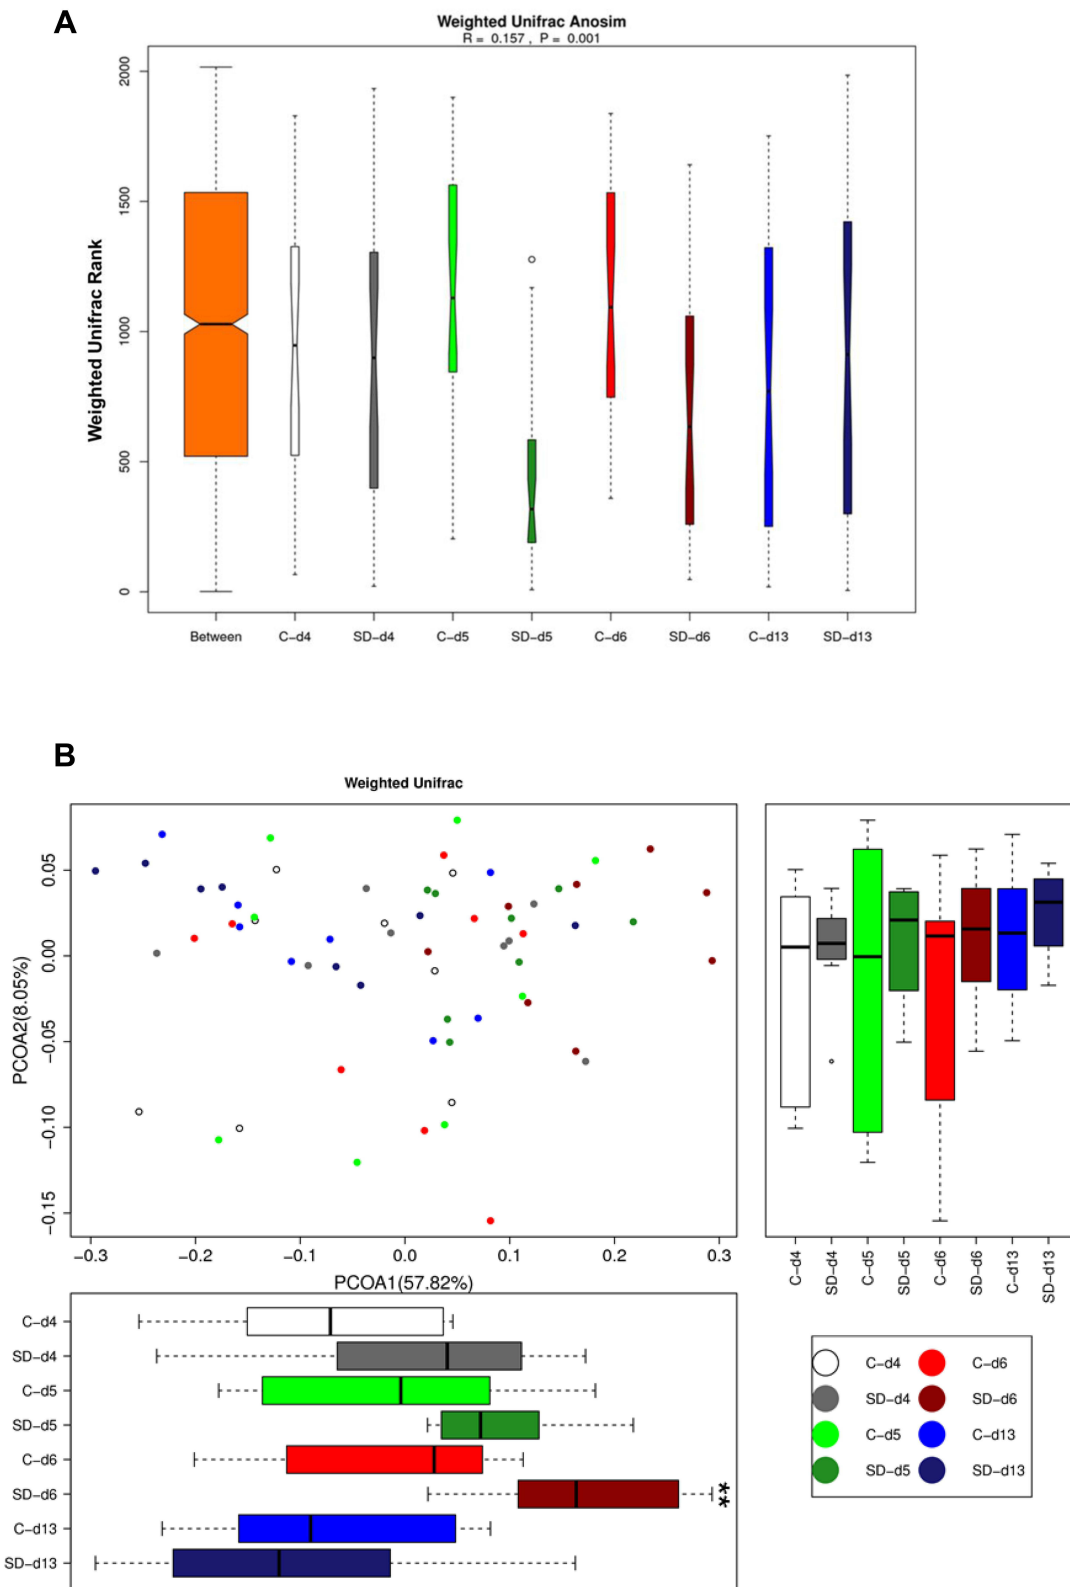 A
Weighted Unifrac Anosim
R = 0.157 , P = 0.001
Weighted Unifrac Rank
2000
1500
1000
500
0
Between C−d4 SD−d4 C−d5 SD−d5 C−d6 SD−d6 C−d13 SD−d13
B
Weighted Unifrac
PCOA2(8.05%)
0.05
0.00
−0.05
−0.10
−0.15
−0.3 −0.2 −0.1 0.0 0.1 0.2 0.3
PCOA1(57.82%)
C−d4 SD−d4 C−d5 SD−d5 C−d6 SD−d6 C−d13 SD−d13
C−d4
SD−d4
C−d5
SD−d5
C−d6
SD−d6 **
C−d13
SD−d13
C−d4 C−d6
SD−d4 SD−d6
C−d5 C−d13
SD−d5 SD−d13